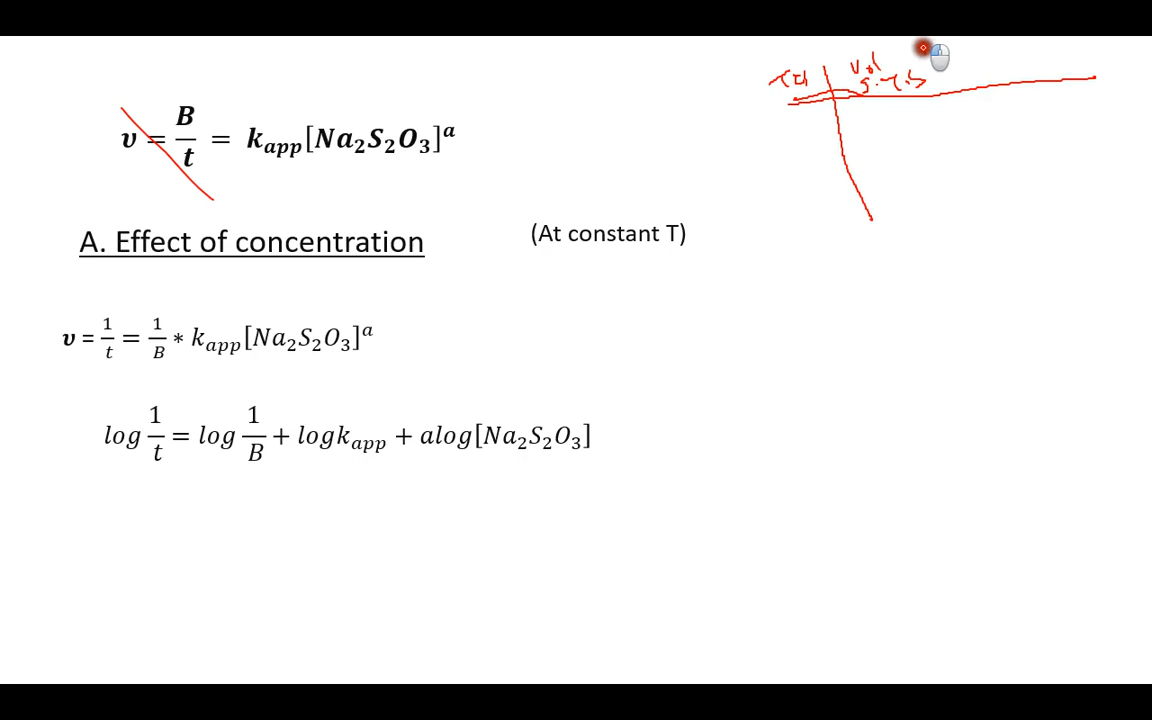 υ = B/t = k_app[Na₂S₂O₃]ᵃ
A. Effect of concentration
(At constant T)
υ = 1/t = 1/B * k_app[Na₂S₂O₃]ᵃ
log 1/t = log 1/B + logk_app + alog[Na₂S₂O₃]